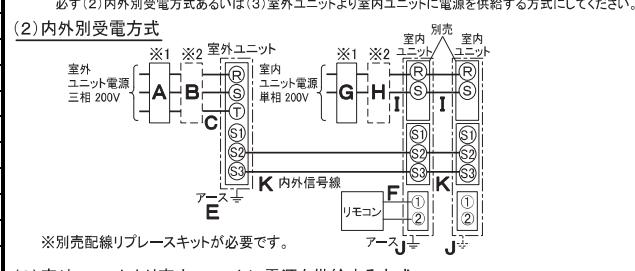 必ず(2)内外別受電方式あるいは(3)室外ユニットより室内ユニットに電源を供給する方式にしてください。
(2)内外別受電方式
※1 ※2 室外ユニット
※1 ※2 室内ユニット 別売 室内ユニット
室外
ユニット電源
三相 200V
A B C
R
S
T
S1
S2
S3
室内
ユニット電源
単相 200V
G H I I
R
S
S1
S2
S3
①
②
R
S
S1
S2
S3
①
②
K 内外信号線
K
アース
E
リモコン
F
アース
J
J
※別売配線リプレースキットが必要です。